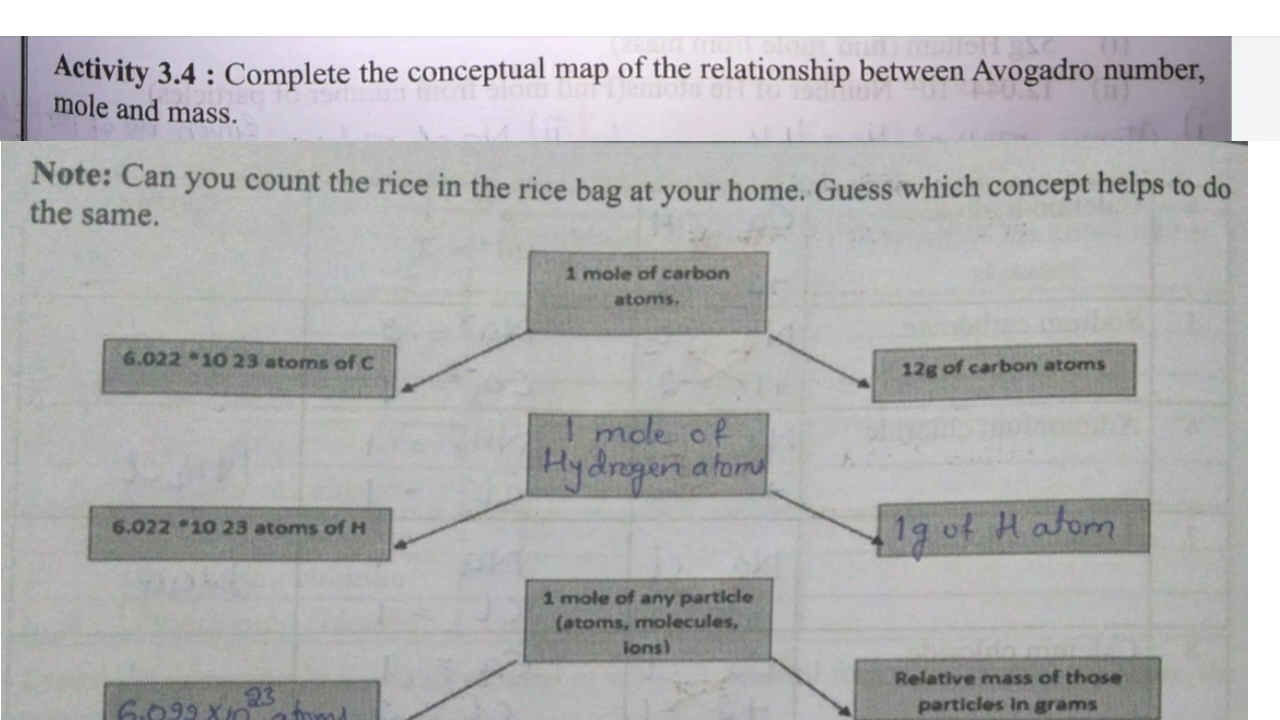 Activity 3.4 : Complete the conceptual map of the relationship between Avogadro number,
mole and mass.
Note: Can you count the rice in the rice bag at your home. Guess which concept helps to do
the same.
1 mole of carbon
atoms.
6.022 *10 23 atoms of C
12g of carbon atoms
1 mole of
Hydrogen atoms
6.022 *10 23 atoms of H
1g of H atom
1 mole of any particle
(atoms, molecules,
ions)
Relative mass of those
particles in grams